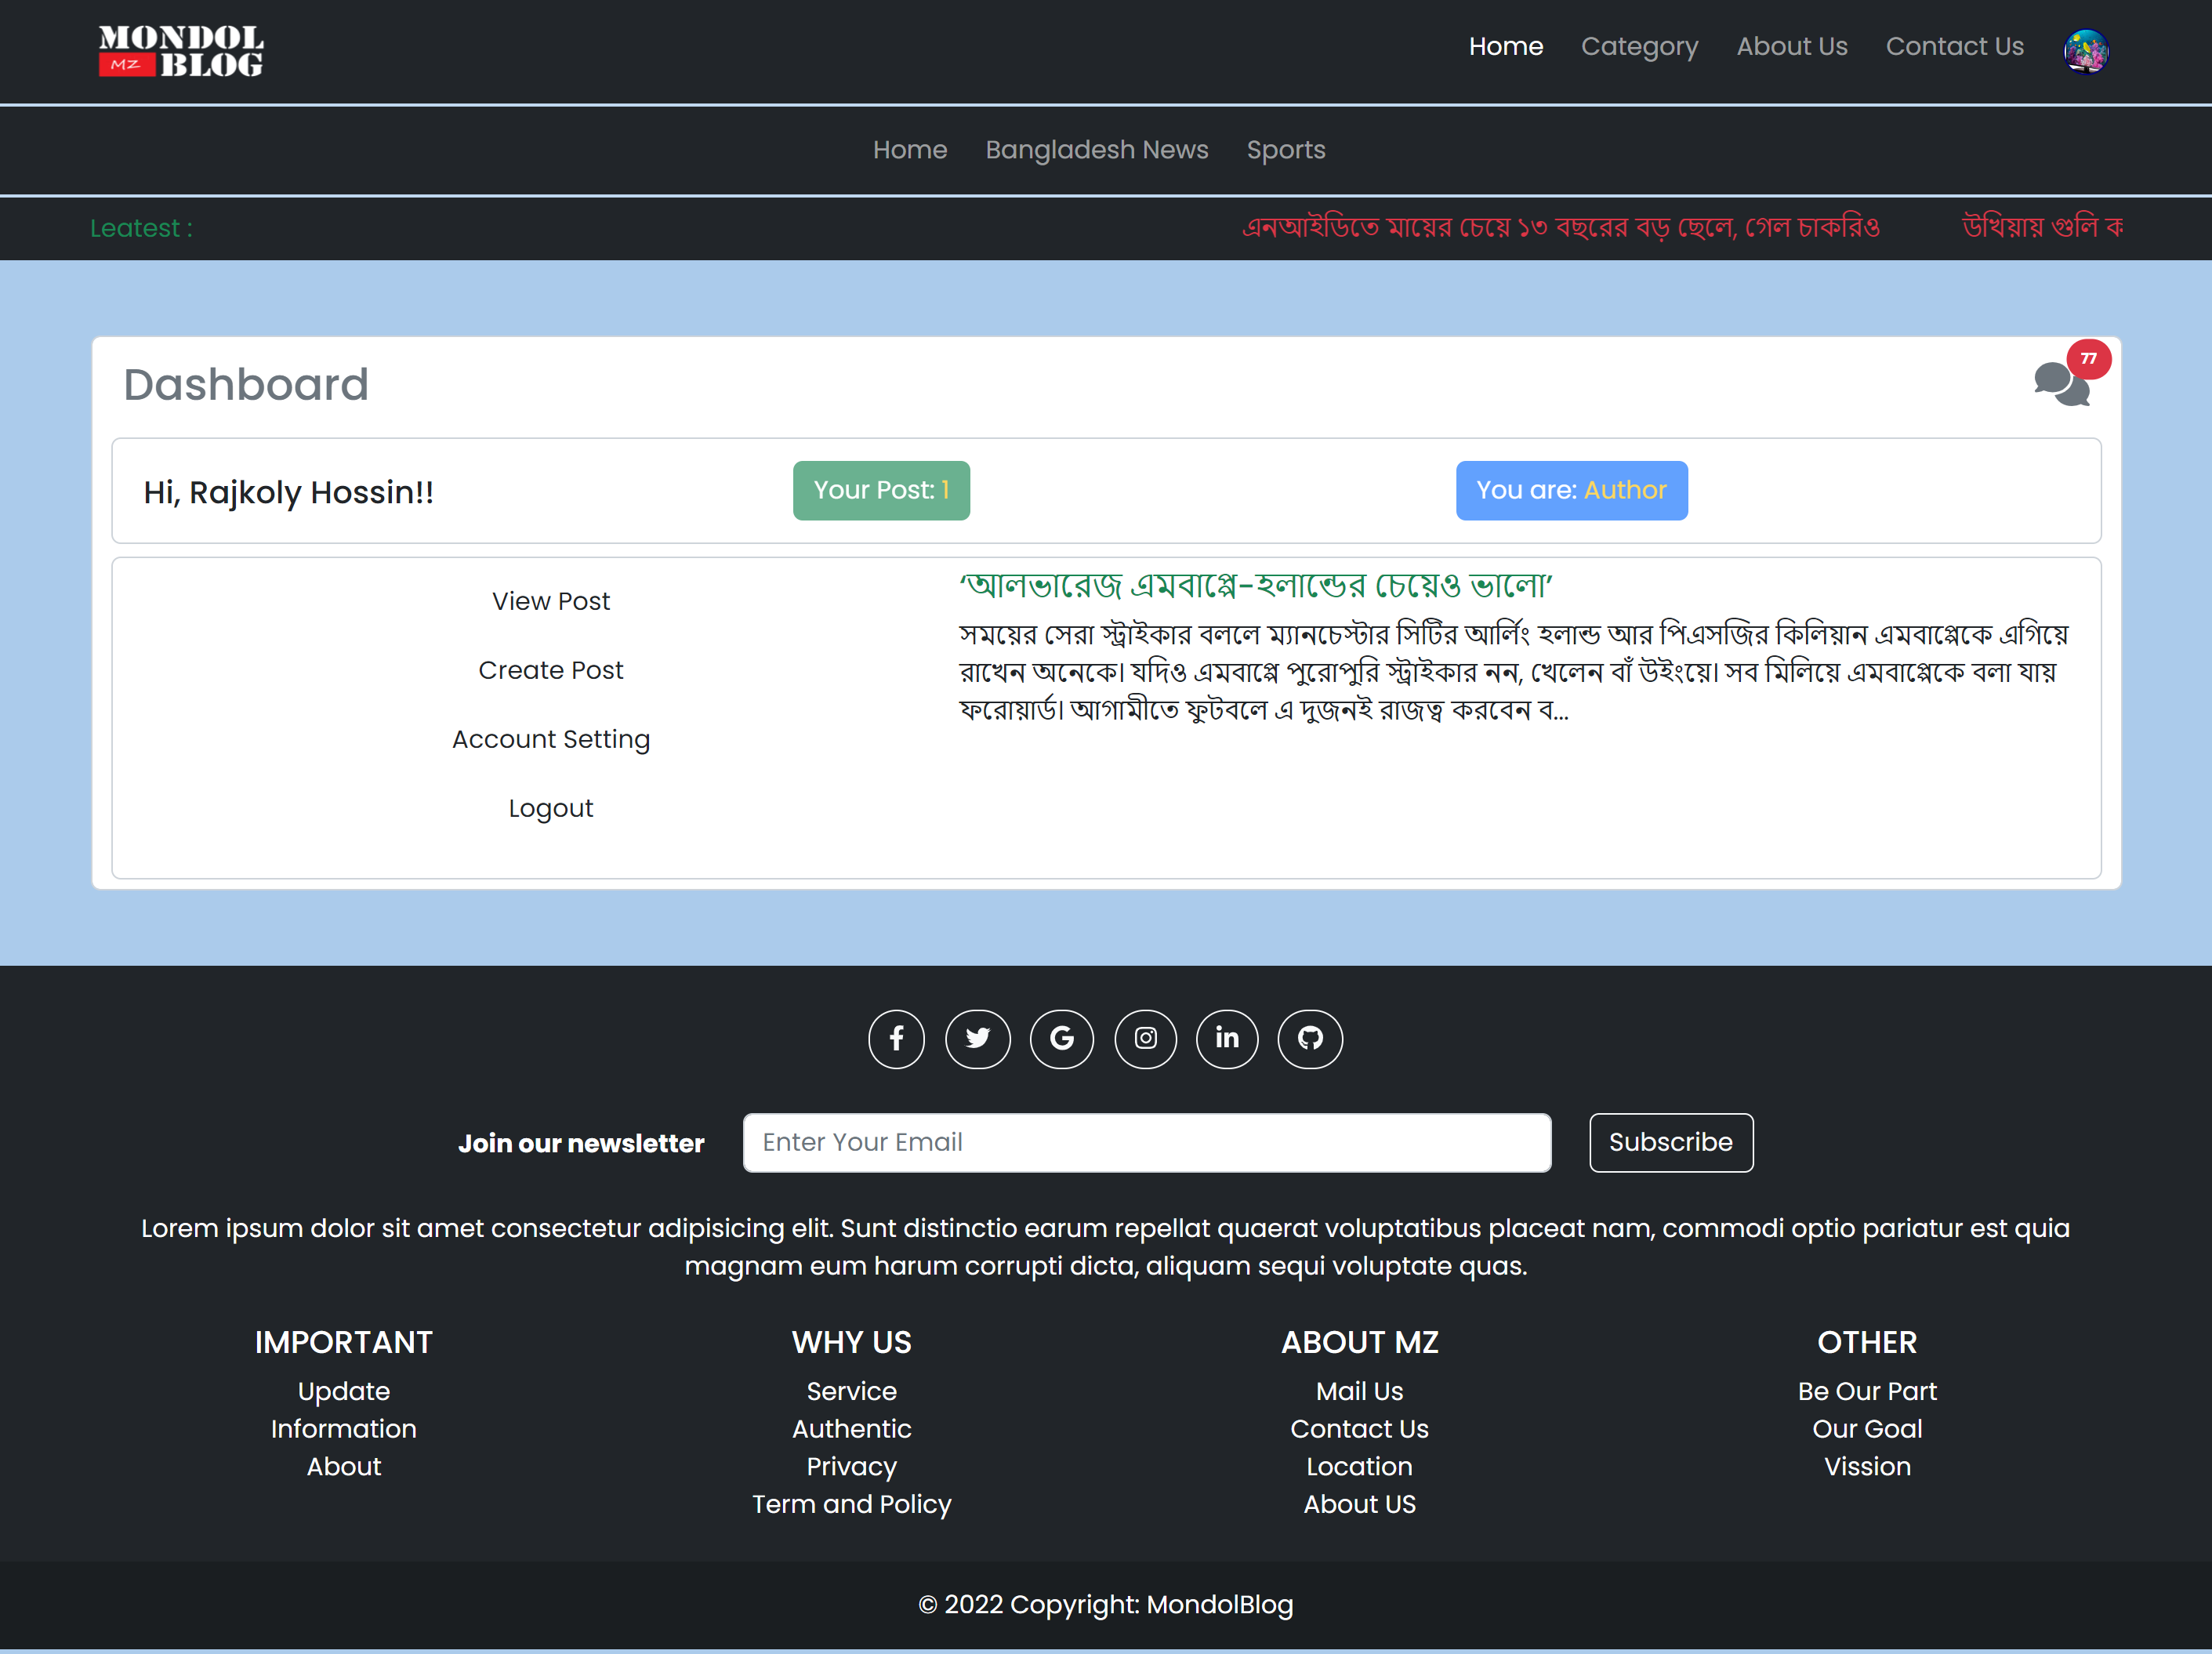 MONDOL
MZ BLOG
Home Category About Us Contact Us
Home Bangladesh News Sports
Leatest : এনআইডিতে মায়ের চেয়ে ১৩ বছরের বড় ছেলে, গেল চাকরিও উখিয়ায় গুলি ক
Dashboard 77
Hi, Rajkoly Hossin!! Your Post: 1 You are: Author
View Post
Create Post
Account Setting
Logout
‘আলভারেজ এমবাপ্পে-হলান্ডের চেয়েও ভালো’
সময়ের সেরা স্ট্রাইকার বললে ম্যানচেস্টার সিটির আর্লিং হলান্ড আর পিএসজির কিলিয়ান এমবাপ্পেকে এগিয়ে
রাখেন অনেকে। যদিও এমবাপ্পে পুরোপুরি স্ট্রাইকার নন, খেলেন বাঁ উইংয়ে। সব মিলিয়ে এমবাপ্পেকে বলা যায়
ফরোয়ার্ড। আগামীতে ফুটবলে এ দুজনই রাজত্ব করবেন ব...
Join our newsletter Enter Your Email Subscribe
Lorem ipsum dolor sit amet consectetur adipisicing elit. Sunt distinctio earum repellat quaerat voluptatibus placeat nam, commodi optio pariatur est quia
magnam eum harum corrupti dicta, aliquam sequi voluptate quas.
IMPORTANT
Update
Information
About
WHY US
Service
Authentic
Privacy
Term and Policy
ABOUT MZ
Mail Us
Contact Us
Location
About US
OTHER
Be Our Part
Our Goal
Vission
© 2022 Copyright: MondolBlog